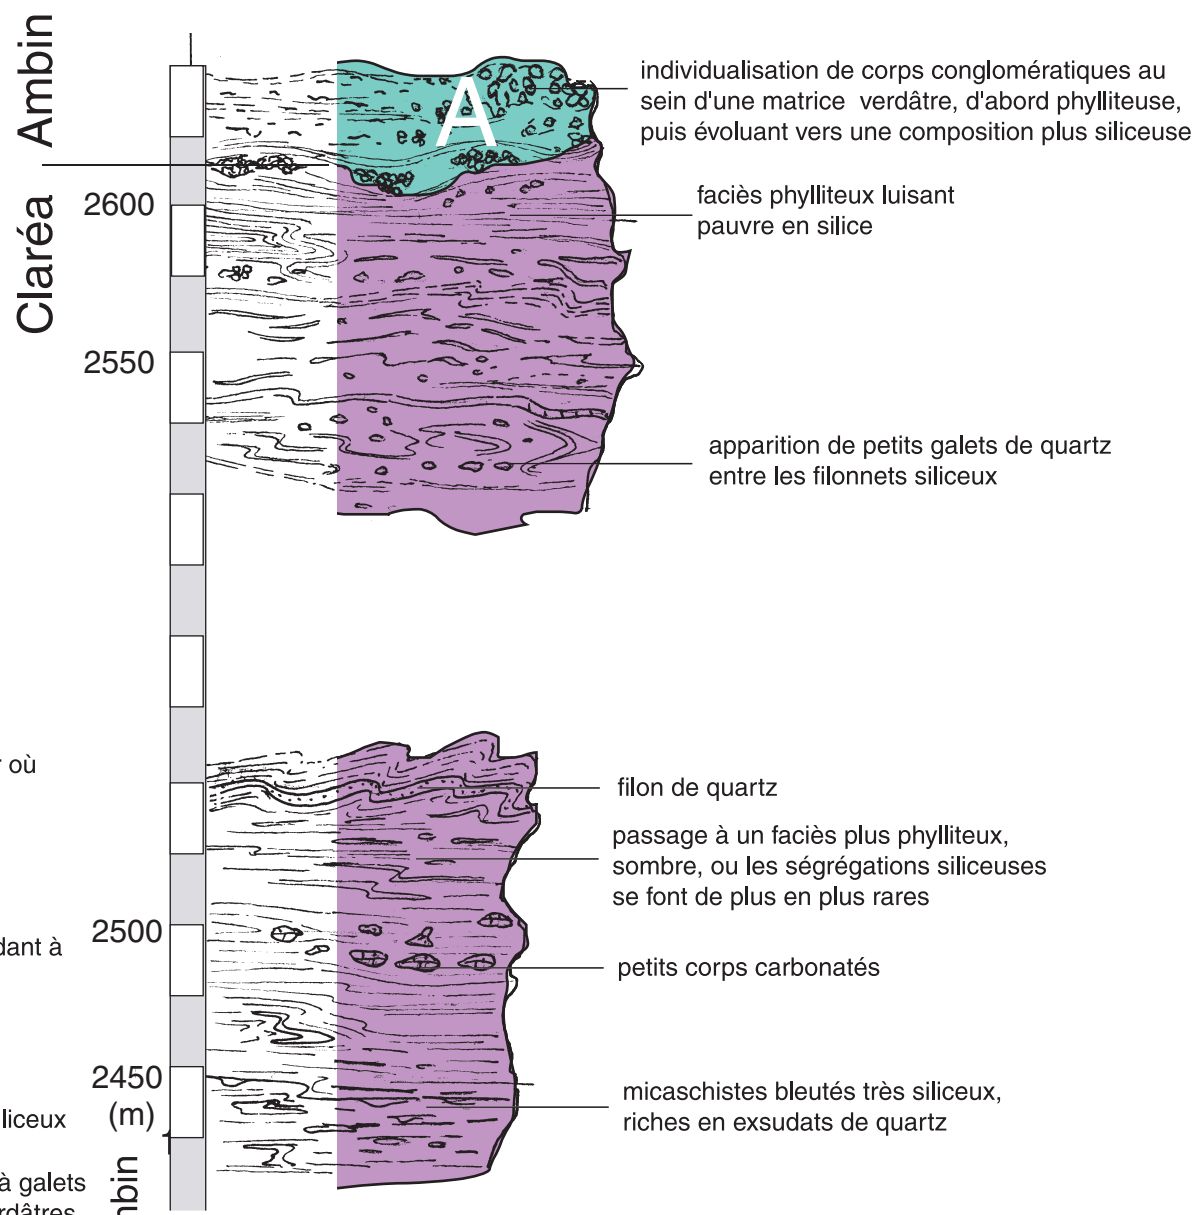 Ambin
A
individualisation de corps conglomératiques au
sein d'une matrice verdâtre, d'abord phylliteuse,
puis évoluant vers une composition plus siliceuse
Claréa
2600
faciès phylliteux luisant
pauvre en silice
2550
apparition de petits galets de quartz
entre les filonnets siliceux
où
filon de quartz
passage à un faciès plus phylliteux,
sombre, ou les ségrégations siliceuses
se font de plus en plus rares
2500
dant à
petits corps carbonatés
2450
(m)
micaschistes bleutés très siliceux,
riches en exsudats de quartz
liceux
à galets
rdâtres
mbin